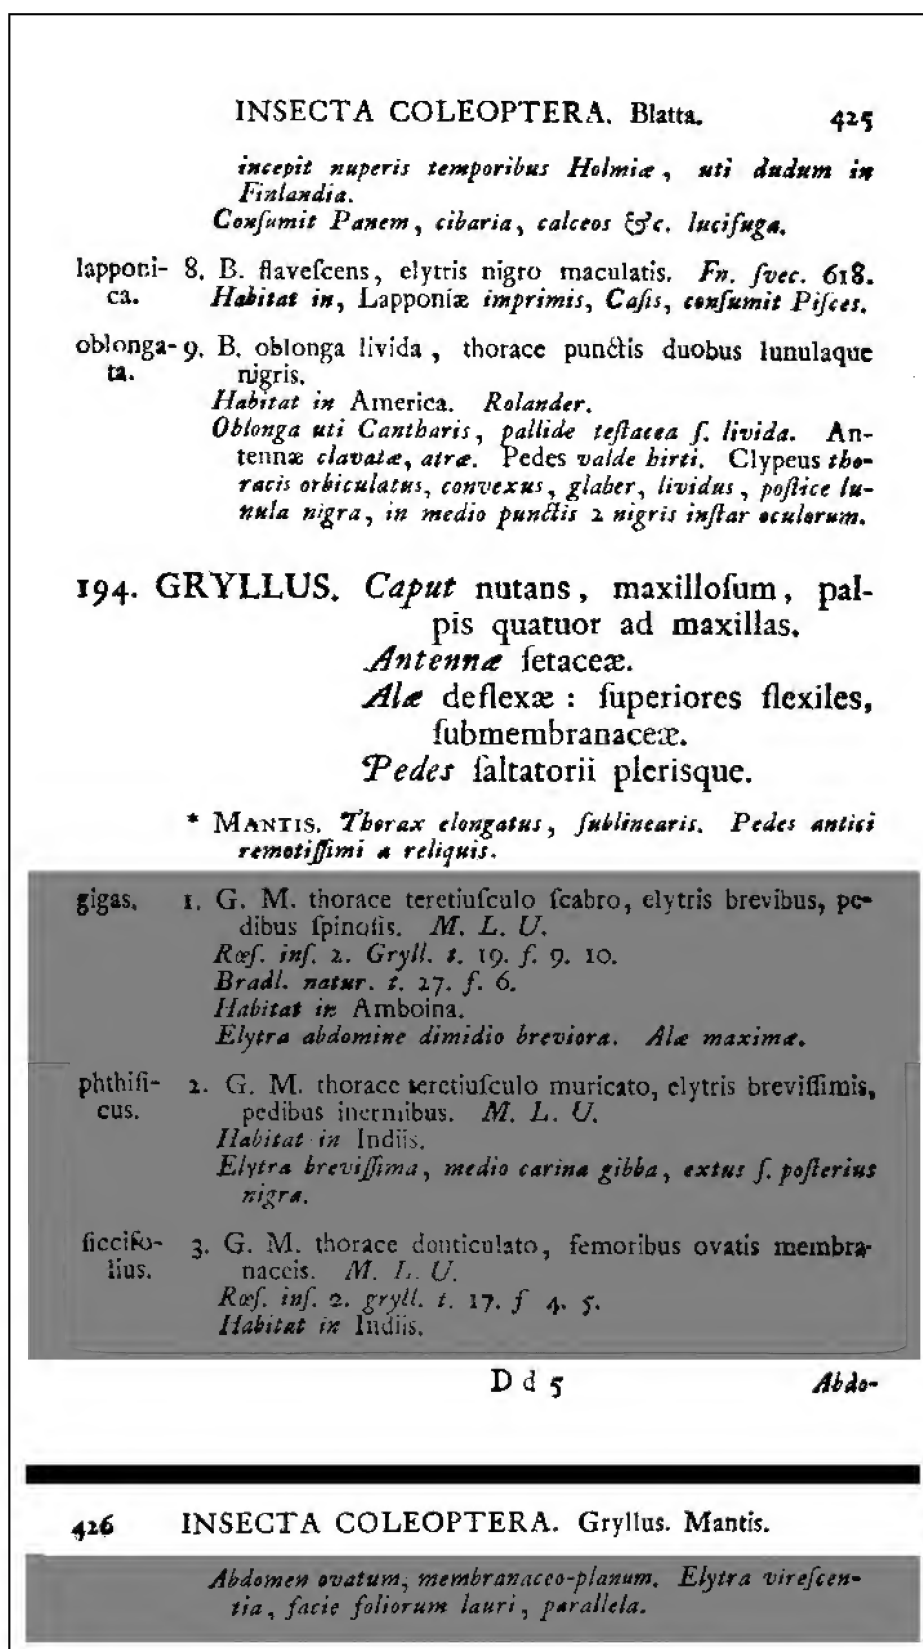 INSECTA COLEOPTERA. Blatta. 425
incepit nuperis temporibus Holmiæ, uti dudum in
Finlandia.
Conſumit Panem, cibaria, calceos &c. lucifuga.
lapponi- 8. B. flaveſcens, elytris nigro maculatis. Fn. ſvec. 618.
ca. Habitat in, Lapponiæ imprimis, Caſis, conſumit Piſces.
oblonga- 9. B. oblonga livida, thorace punctis duobus lunulaque
ta. nigris.
Habitat in America. Rolander.
Oblonga uti Cantharis, pallide teſtacea ſ. livida. An-
tennæ clavatæ, atræ. Pedes valde hirti. Clypeus tho-
racis orbiculatus, convexus, glaber, lividus, poſtice lu-
nula nigra, in medio punctis 2 nigris inſtar oculorum.
194. GRYLLUS. Caput nutans, maxilloſum, pal-
pis quatuor ad maxillas.
Antennæ ſetaceæ.
Alæ deflexæ: ſuperiores flexiles,
ſubmembranaceæ.
Pedes ſaltatorii plerisque.
* MANTIS. Thorax elongatus, ſublinearis. Pedes antici
remotiſſimi a reliquis.
gigas. 1. G. M. thorace teretiuſculo ſcabro, elytris brevibus, pe-
dibus ſpinoſis. M. L. U.
Rœſ. inſ. 2. Gryll. t. 19. f. 9. 10.
Bradl. natur. t. 27. f. 6.
Habitat in Amboina.
Elytra abdomine dimidio breviora. Alæ maximæ.
phthiſi- 2. G. M. thorace teretiuſculo muricato, elytris breviſſimis,
cus. pedibus inermibus. M. L. U.
Habitat in Indiis.
Elytra breviſſima, medio carina gibba, extus ſ. poſterius
nigra.
ſiccifo- 3. G. M. thorace denticulato, femoribus ovatis membra-
lius. naceis. M. L. U.
Rœſ. inſ. 2. gryll. t. 17. f 4. 5.
Habitat in Indiis.
D d 5 Abdo-
426 INSECTA COLEOPTERA. Gryllus. Mantis.
Abdomen ovatum, membranaceo-planum. Elytra vireſcen-
tia, facie foliorum lauri, parallela.